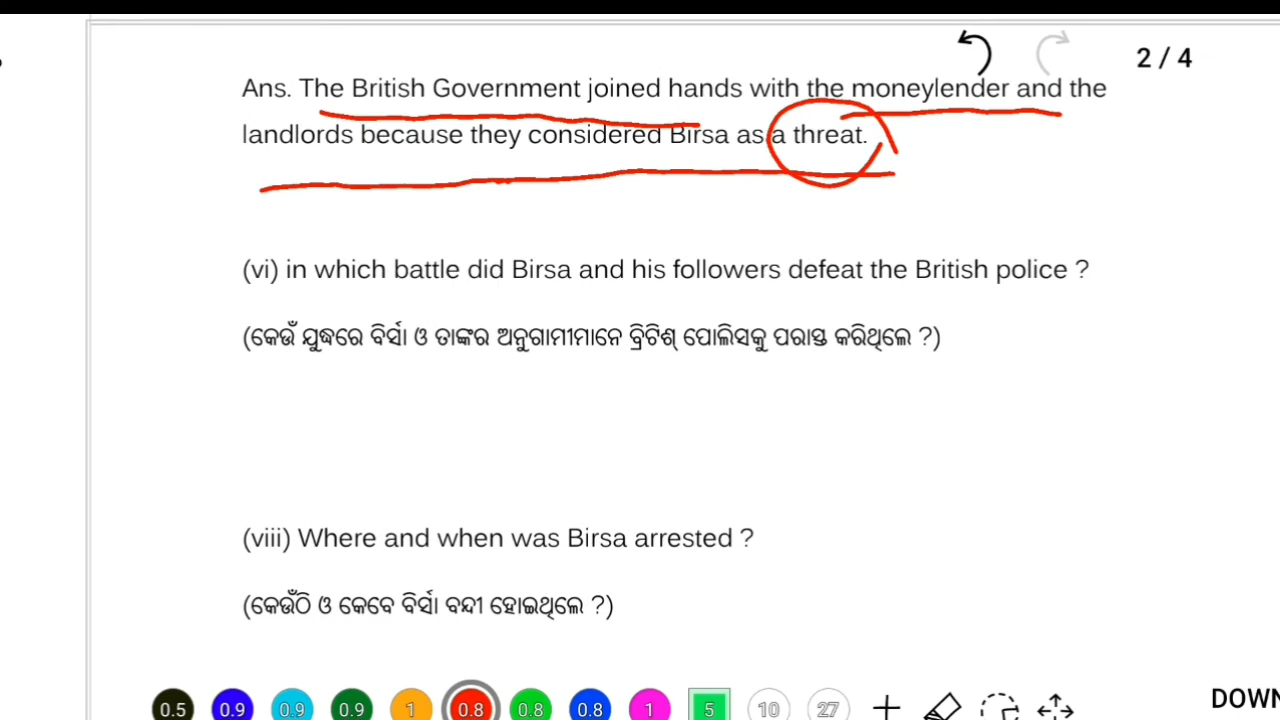 2 / 4
Ans. The British Government joined hands with the moneylender and the
landlords because they considered Birsa as a threat.
(vi) in which battle did Birsa and his followers defeat the British police ?
(କେଉଁ ଯୁଦ୍ଧରେ ବିର୍ସା ଓ ତାଙ୍କର ଅନୁଗାମୀମାନେ ବ୍ରିଟିଶ୍ ପୋଲିସକୁ ପରାସ୍ତ କରିଥିଲେ ?)
(viii) Where and when was Birsa arrested ?
(କେଉଁଠି ଓ କେବେ ବିର୍ସା ବନ୍ଦୀ ହୋଇଥିଲେ ?)
0.5 0.9 0.9 0.9 1 0.8 0.8 0.8 1 5 10 27
DOWN